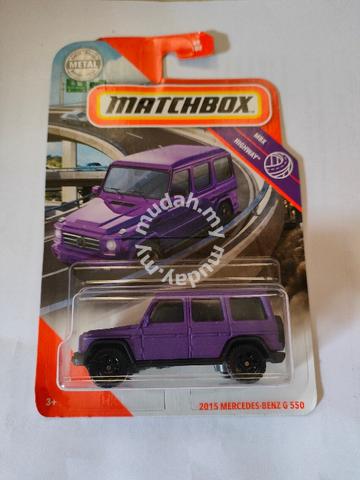 METAL
MATCHBOX
MBX
HIGHWAY
mudah.my mudah.my
3+
2015 MERCEDES-BENZ G 550